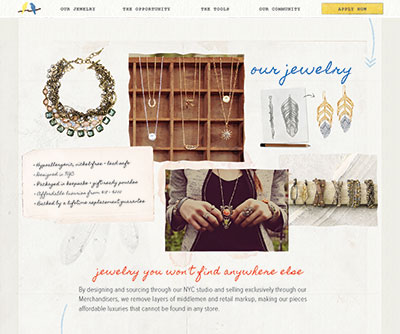 OUR JEWELRY THE OPPORTUNITY THE TOOLS OUR COMMUNITY APPLY NOW
our jewelry
• Hypoallergenic, nickel-free + lead-safe
• Designed in NYC
• Packaged in keepsake + gift-ready pouches
• Affordable luxuries from
• Backed by a lifetime replacement guarantee
jewelry you won't find anywhere else
By designing and sourcing through our NYC studio and selling exclusively through our
Merchandisers, we remove layers of middlemen and retail markup, making our pieces
affordable luxuries that cannot be found in any store.